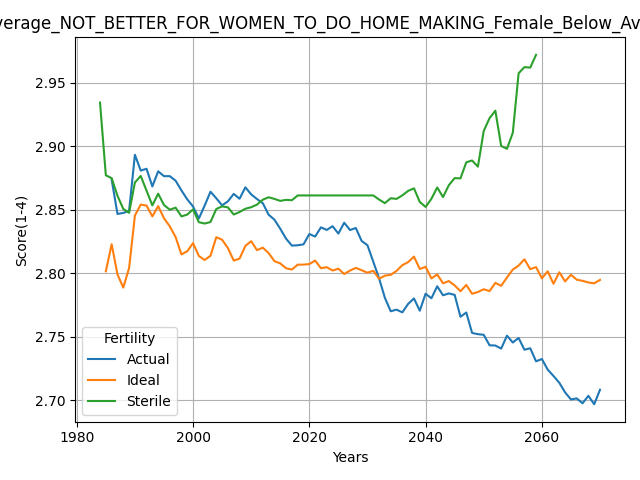 verage_NOT_BETTER_FOR_WOMEN_TO_DO_HOME_MAKING_Female_Below_Av
2.95
2.90
2.85
2.80
2.75
2.70
Score(1-4)
Fertility
Actual
Ideal
Sterile
1980
2000
2020
2040
2060
Years